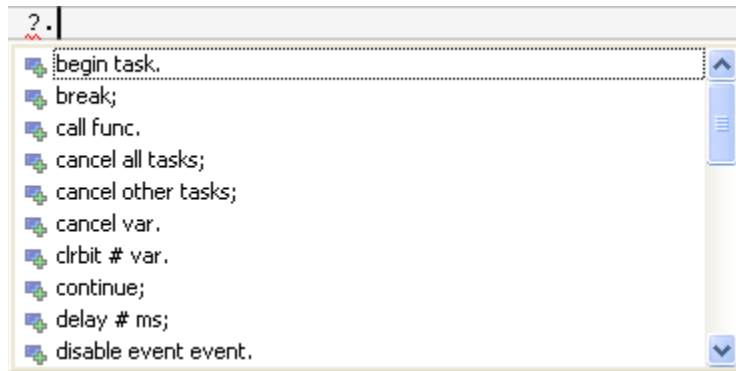 ?.
begin task.
break;
call func.
cancel all tasks;
cancel other tasks;
cancel var.
clrbit # var.
continue;
delay # ms;
disable event event.